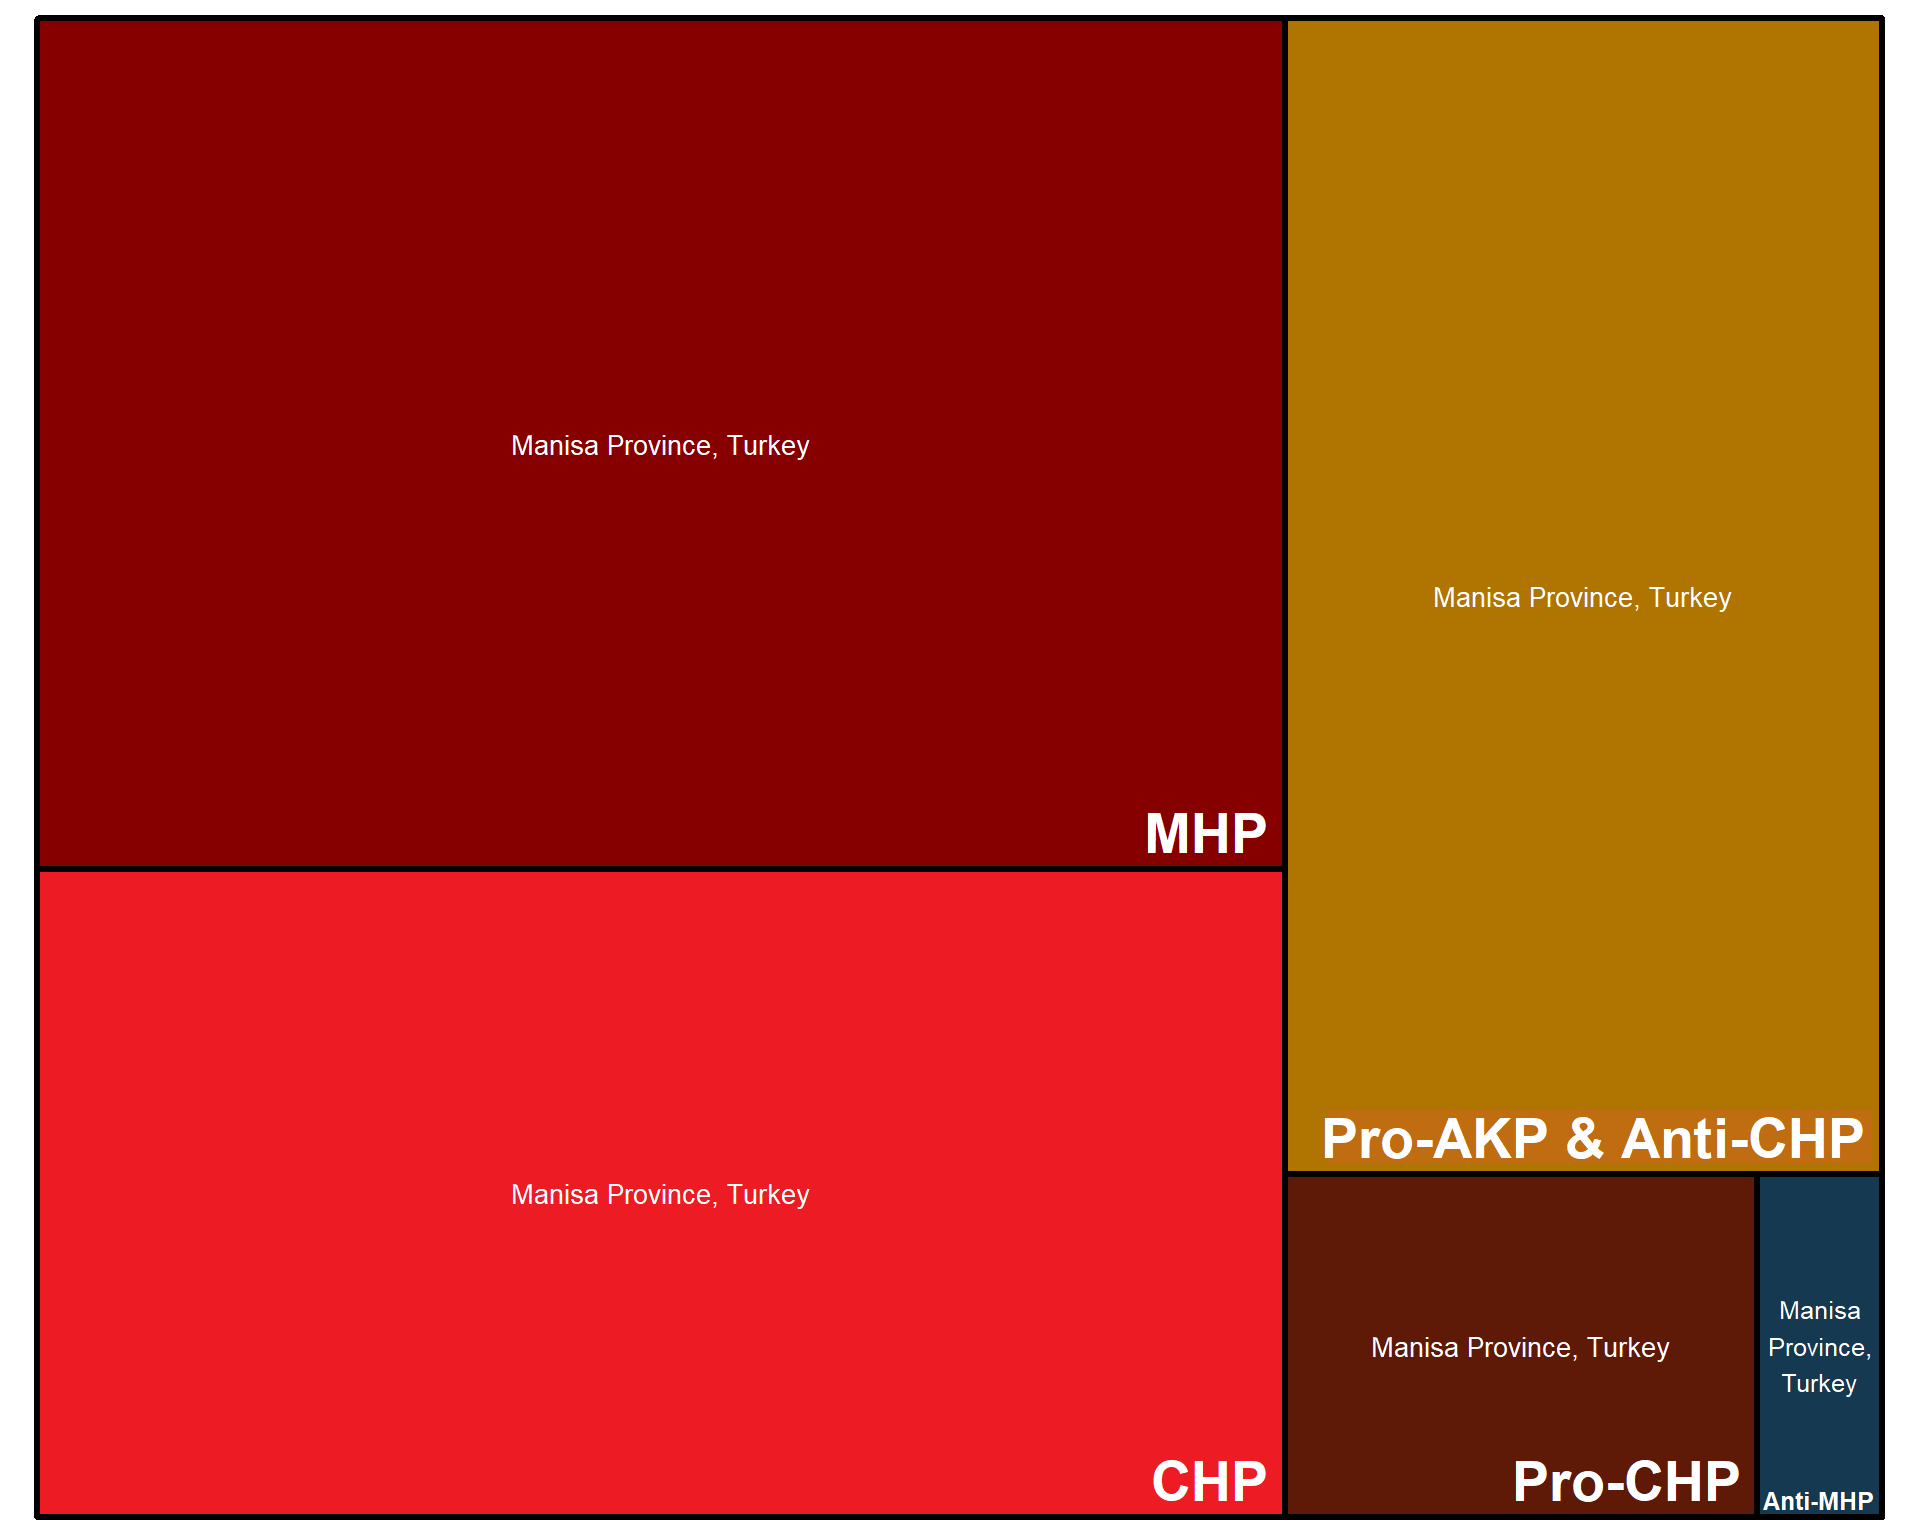 Manisa Province, Turkey
MHP
Manisa Province, Turkey
CHP
Manisa Province, Turkey
Pro-AKP & Anti-CHP
Manisa Province, Turkey
Pro-CHP
Manisa
Province,
Turkey
Anti-MHP